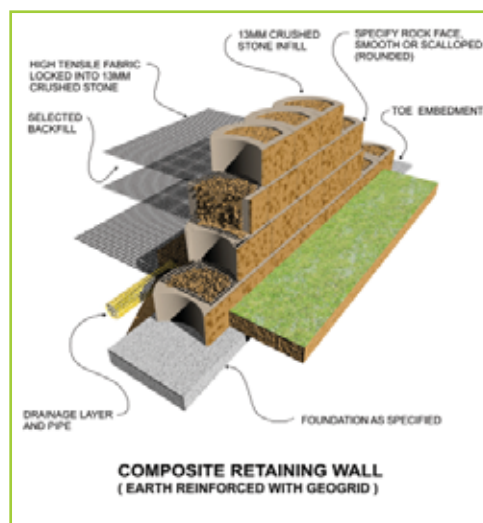 13MM CRUSHED
STONE INFILL
SPECIFY ROCK FACE,
SMOOTH OR SCALLOPED
(ROUNDED)
HIGH TENSILE FABRIC
LOCKED INTO 13MM
CRUSHED STONE
SELECTED
BACKFILL
TOE EMBEDMENT
DRAINAGE LAYER
AND PIPE
FOUNDATION AS SPECIFIED
COMPOSITE RETAINING WALL
( EARTH REINFORCED WITH GEOGRID )